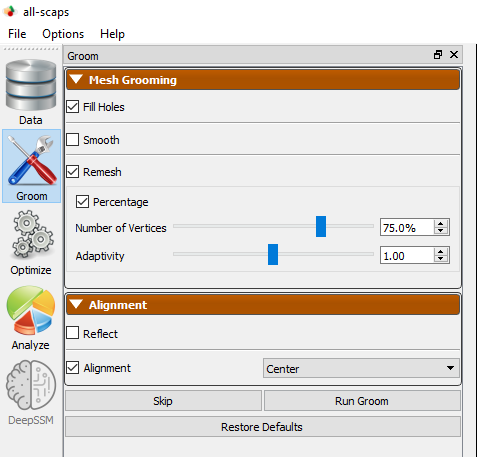 all-scaps
File Options Help
Groom
Mesh Grooming
Fill Holes
Smooth
Remesh
Percentage
Number of Vertices 75.0%
Adaptivity 1.00
Alignment
Reflect
Alignment Center
Skip Run Groom
Restore Defaults
Data
Groom
Optimize
Analyze
DeepSSM